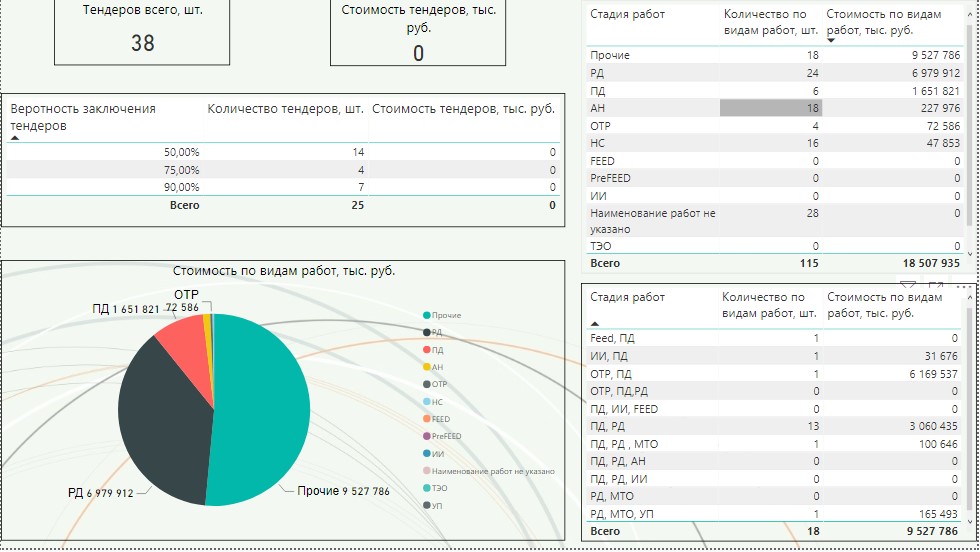 Тендеров всего, шт.
38
Стоимость тендеров, тыс.
руб.
0
Веротность заключения Количество тендеров, шт. Стоимость тендеров, тыс. руб.
тендеров
50,00% 14 0
75,00% 4 0
90,00% 7 0
Всего 25 0
Стоимость по видам работ, тыс. руб.
ОТР
72 586
ПД 1 651 821
РД 6 979 912
Прочие 9 527 786
Прочие
РД
ПД
АН
ОТР
НС
FEED
PreFEED
ИИ
Наименование работ не указано
ТЭО
УП
Стадия работ Количество по Стоимость по видам
видам работ, шт. работ, тыс. руб.
Прочие 18 9 527 786
РД 24 6 979 912
ПД 6 1 651 821
АН 18 227 976
ОТР 4 72 586
НС 16 47 853
FEED 0 0
PreFEED 0 0
ИИ 0 0
Наименование работ не 28 0
указано
ТЭО 0 0
Всего 115 18 507 935
Стадия работ Количество по Стоимость по видам
видам работ, шт. работ, тыс. руб.
Feed, ПД 1 0
ИИ, ПД 1 31 676
ОТР, ПД 1 6 169 537
ОТР, ПД,РД 0 0
ПД, ИИ, FEED 0 0
ПД, РД 13 3 060 435
ПД, РД , МТО 1 100 646
ПД, РД, АН 0 0
ПД, РД, ИИ 0 0
РД, МТО 0 0
РД, МТО, УП 1 165 493
Всего 18 9 527 786